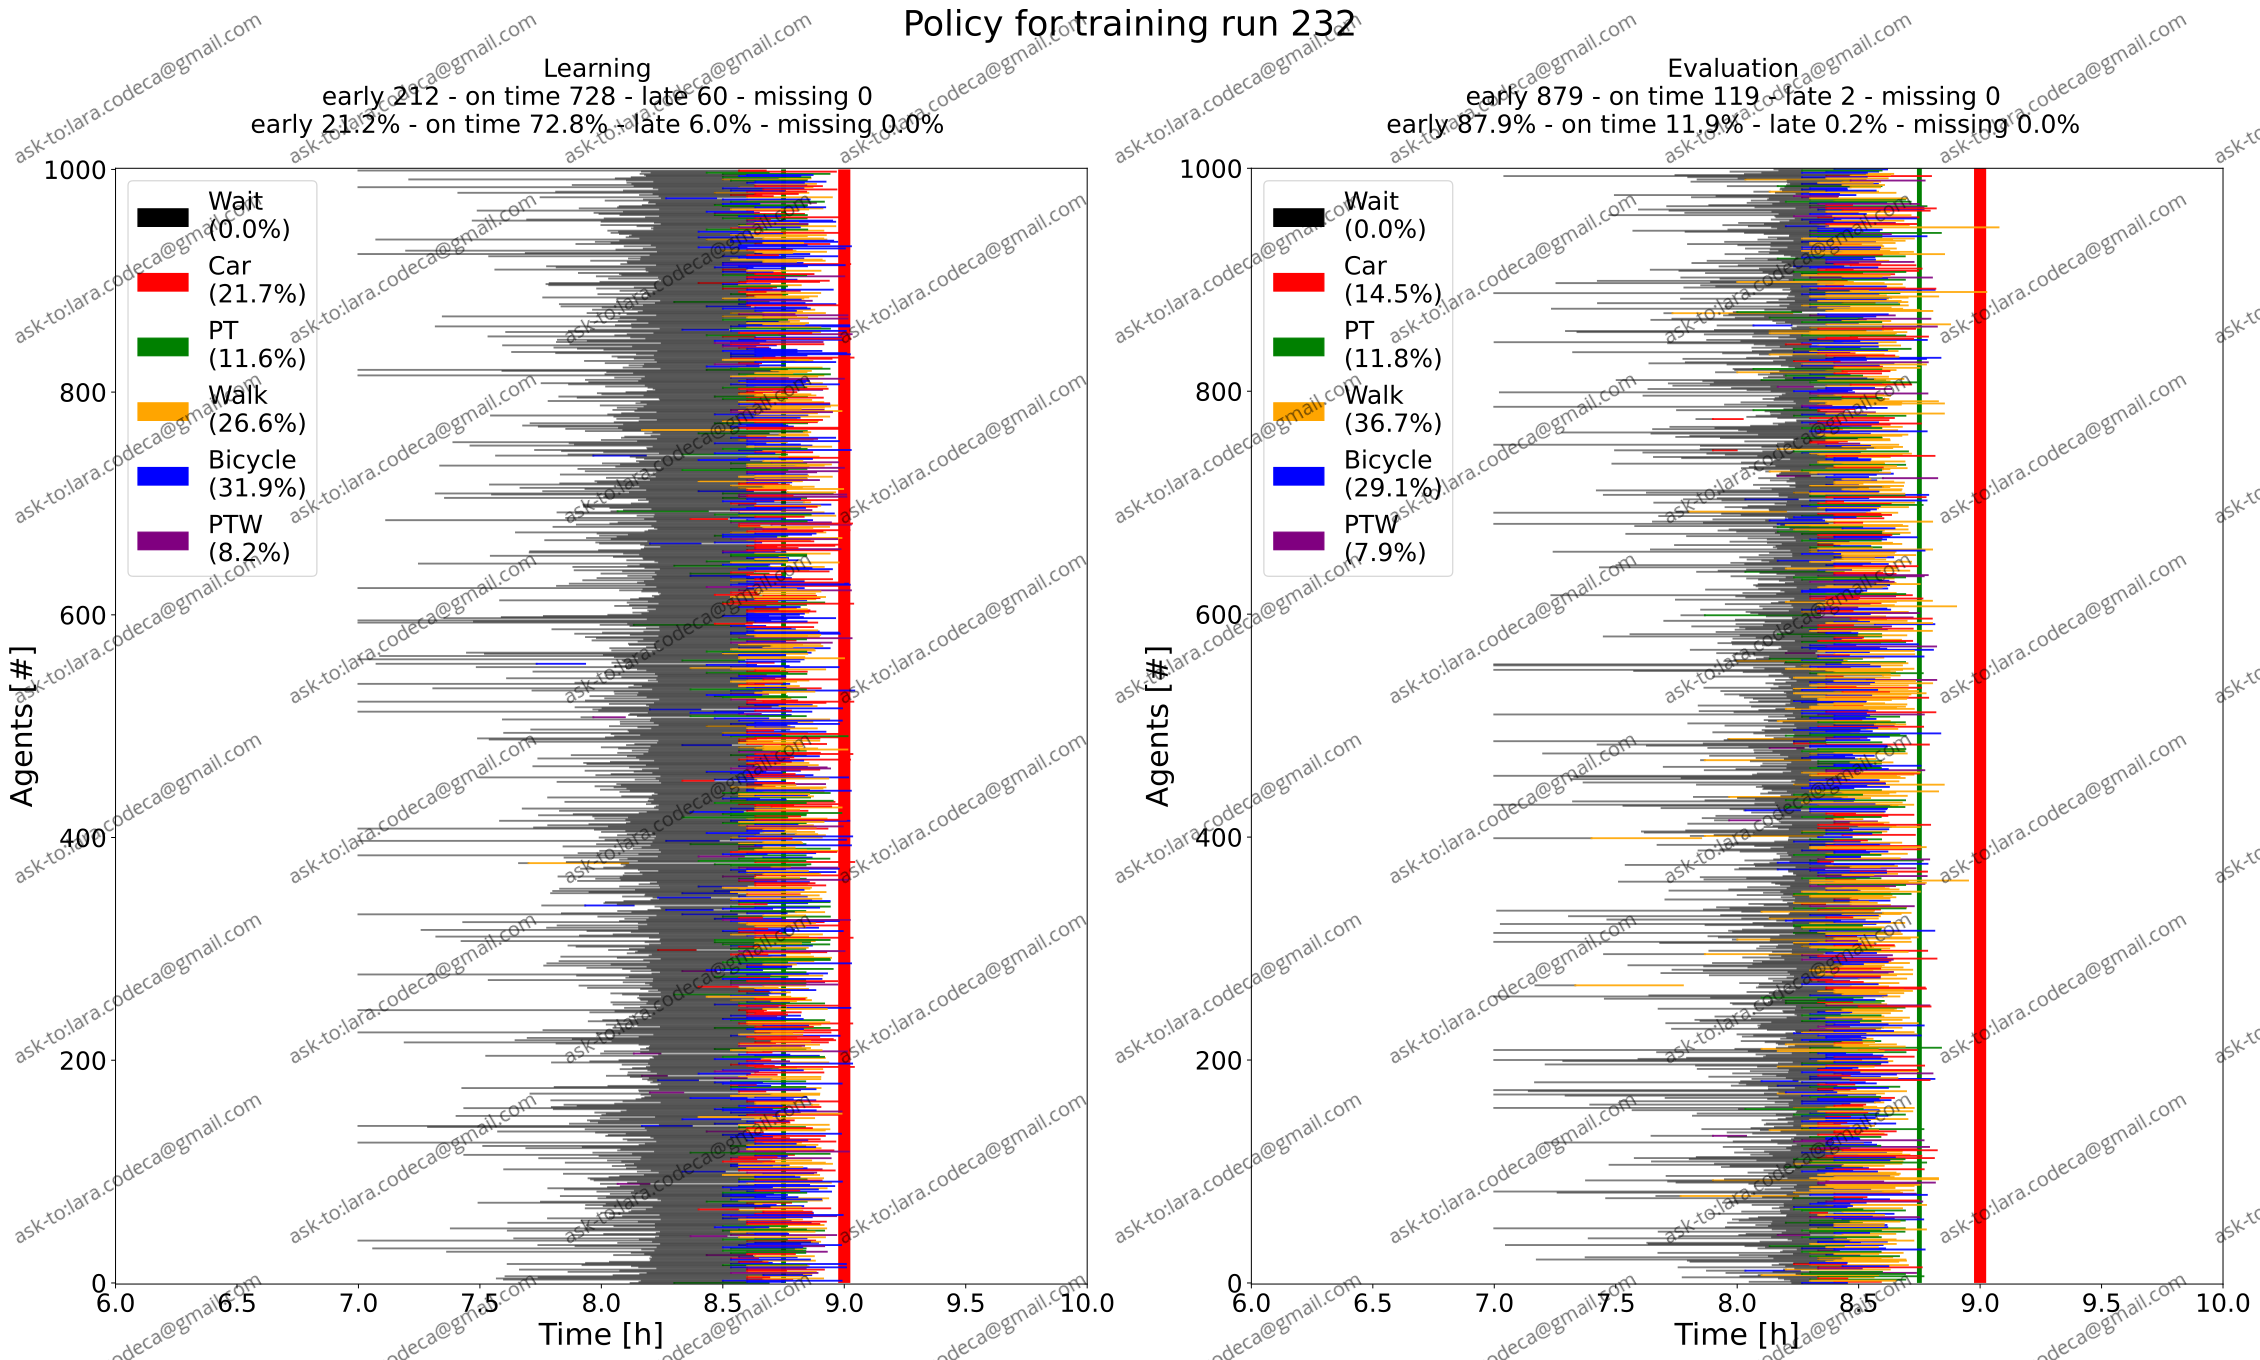 Policy for training run 232
Learning
early 212 - on time 728 - late 60 - missing 0
early 21.2% - on time 72.8% - late 6.0% - missing 0.0%
Wait
(0.0%)
Car
(21.7%)
PT
(11.6%)
Walk
(26.6%)
Bicycle
(31.9%)
PTW
(8.2%)
Agents [#]
1000
800
600
400
200
0
6.0 6.5 7.0 7.5 8.0 8.5 9.0 9.5 10.0
Time [h]
Evaluation
early 879 - on time 119 - late 2 - missing 0
early 87.9% - on time 11.9% - late 0.2% - missing 0.0%
Wait
(0.0%)
Car
(14.5%)
PT
(11.8%)
Walk
(36.7%)
Bicycle
(29.1%)
PTW
(7.9%)
Agents [#]
1000
800
600
400
200
0
6.0 6.5 7.0 7.5 8.0 8.5 9.0 9.5 10.0
Time [h]
ask-to:lara.codeca@gmail.com